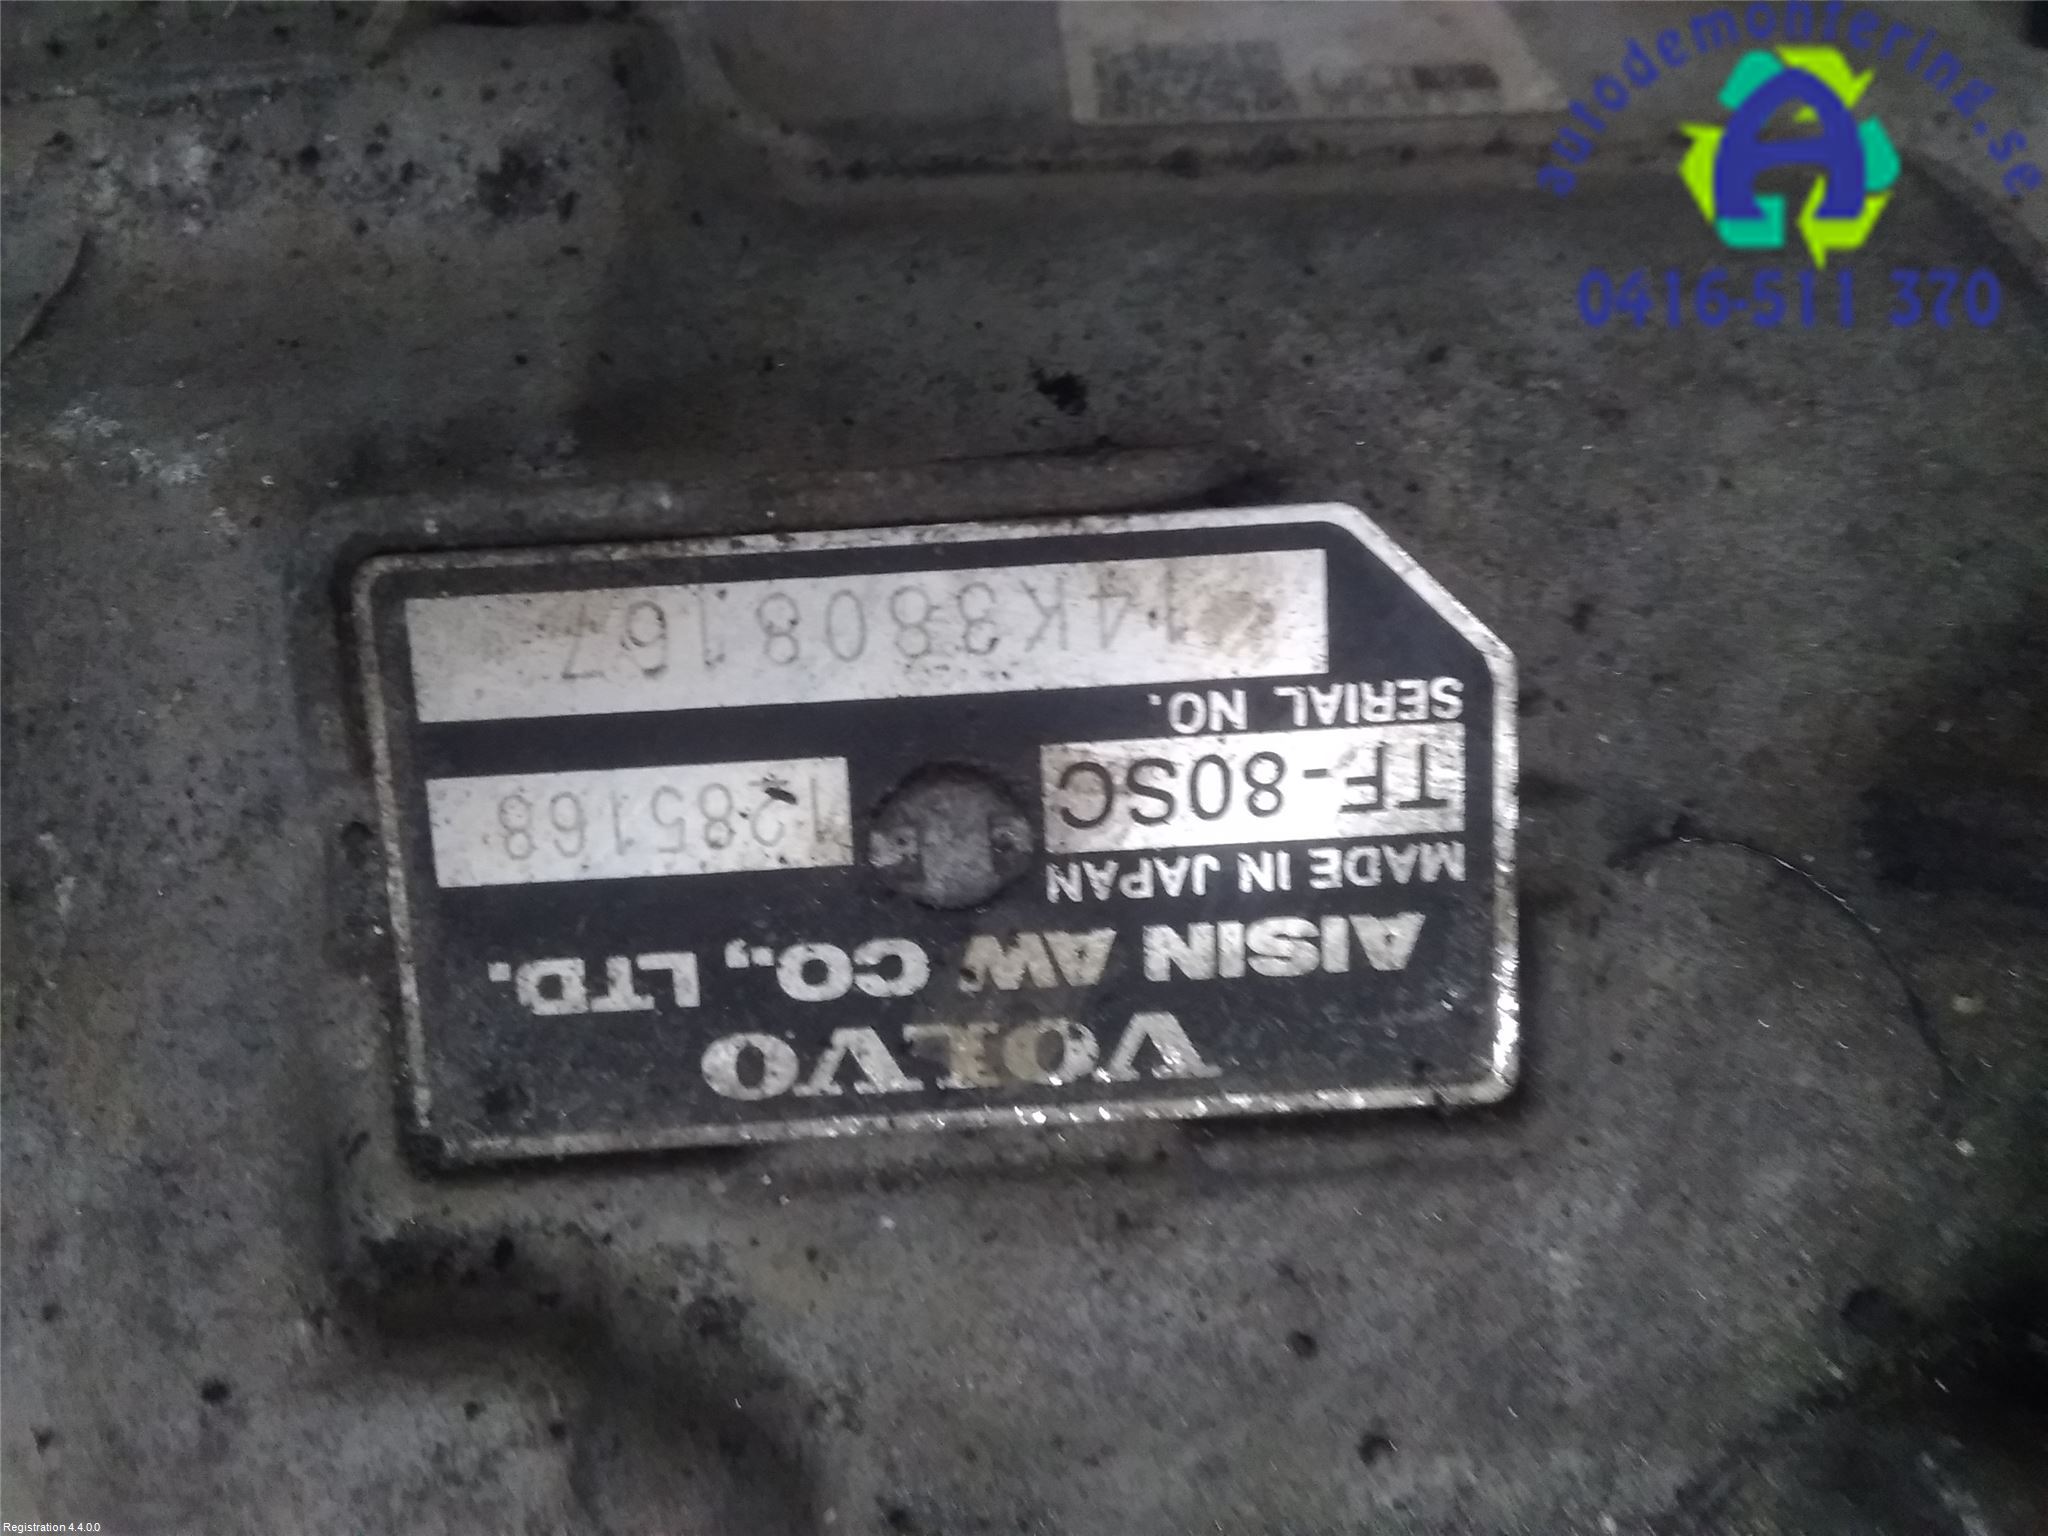 autodemontering.se
A
0416-511 370
VOLVO
AISIN AW CO., LTD.
MADE IN JAPAN
TF-80SC 1285168
SERIAL NO.
14K3808167
Registration 4.4.0.0